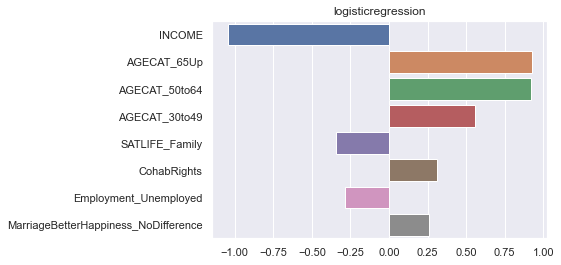 logisticregression
INCOME
AGECAT_65Up
AGECAT_50to64
AGECAT_30to49
SATLIFE_Family
CohabRights
Employment_Unemployed
MarriageBetterHappiness_NoDifference
−1.00 −0.75 −0.50 −0.25 0.00 0.25 0.50 0.75 1.00